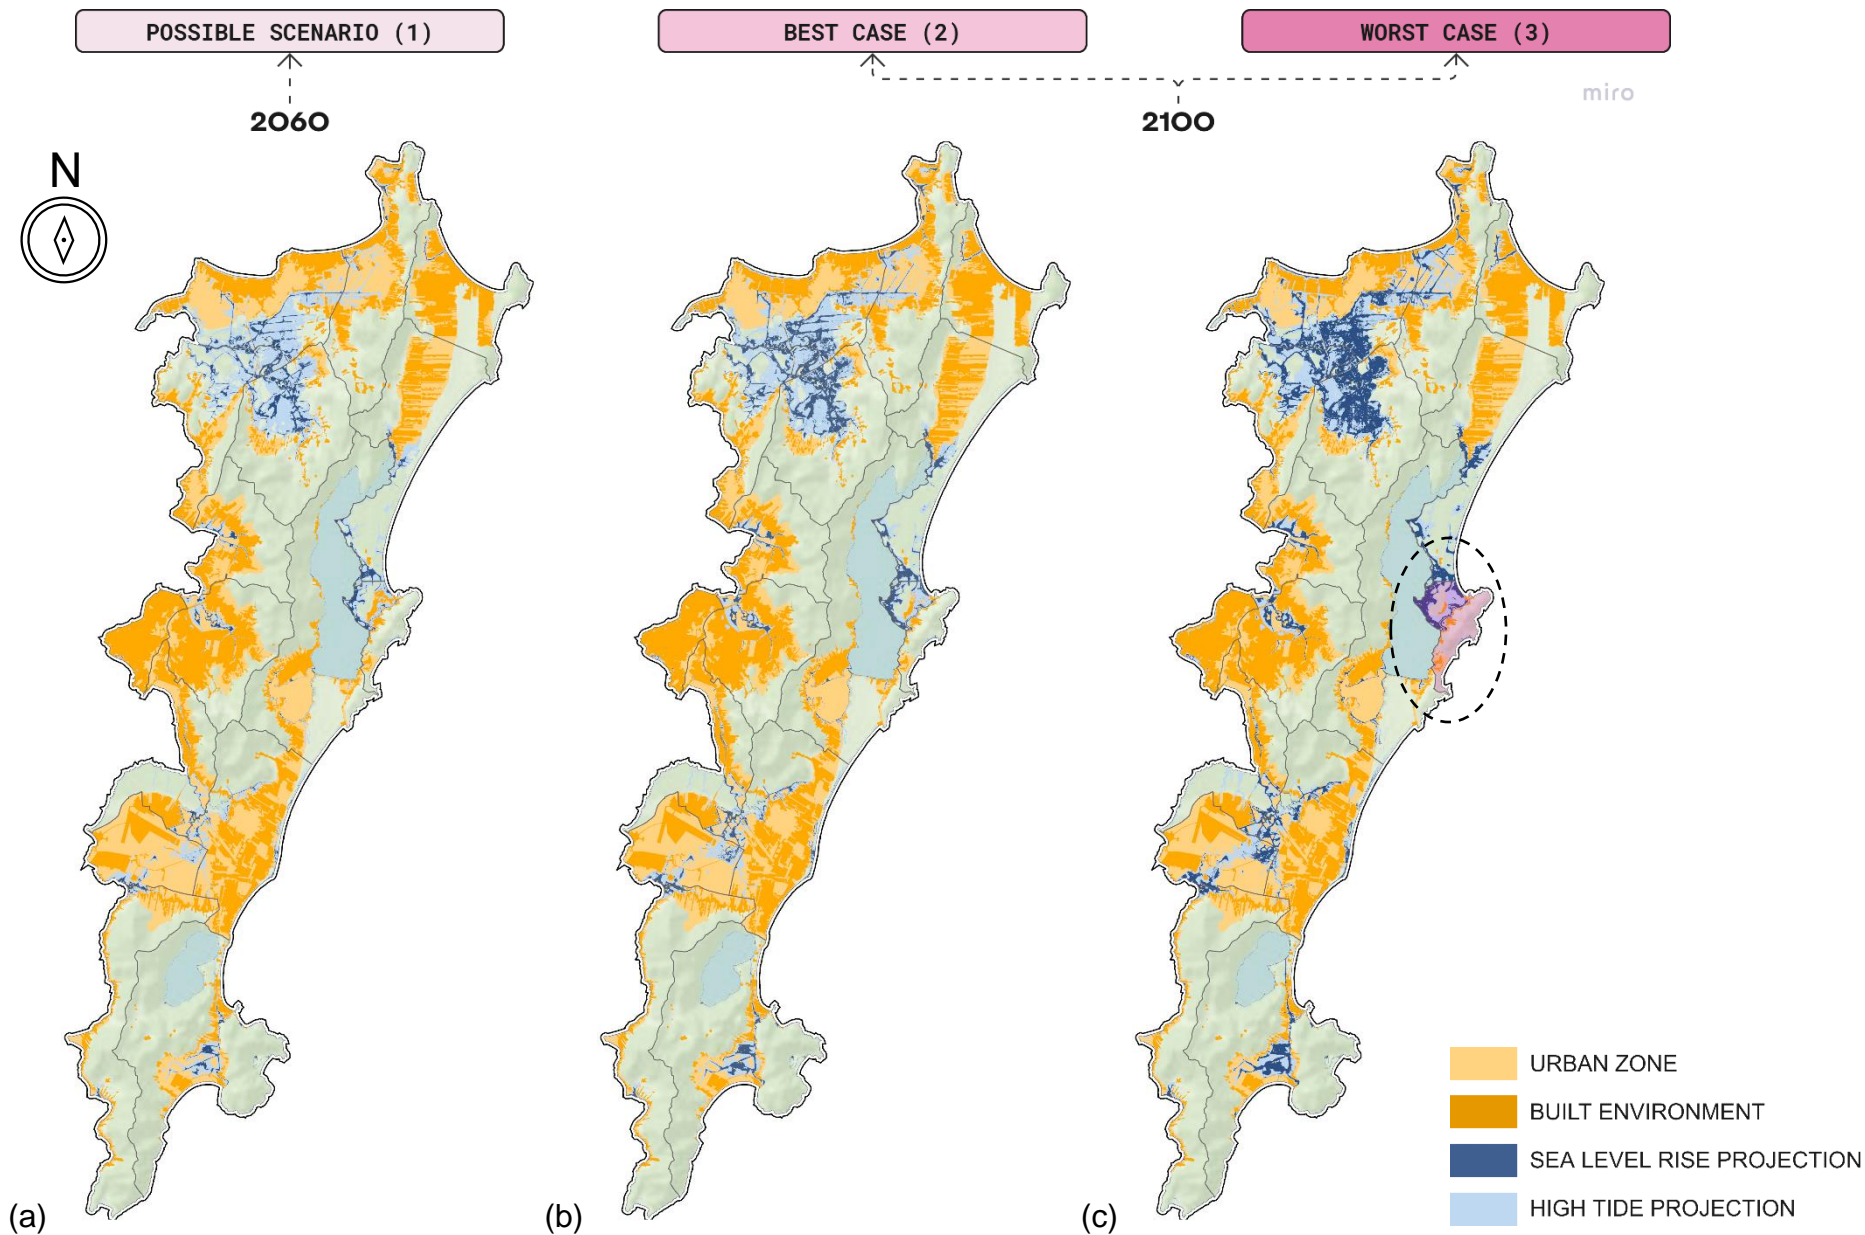 POSSIBLE SCENARIO (1)
BEST CASE (2)
WORST CASE (3)
miro
2060
2100
N
URBAN ZONE
BUILT ENVIRONMENT
SEA LEVEL RISE PROJECTION
HIGH TIDE PROJECTION
(a)
(b)
(c)